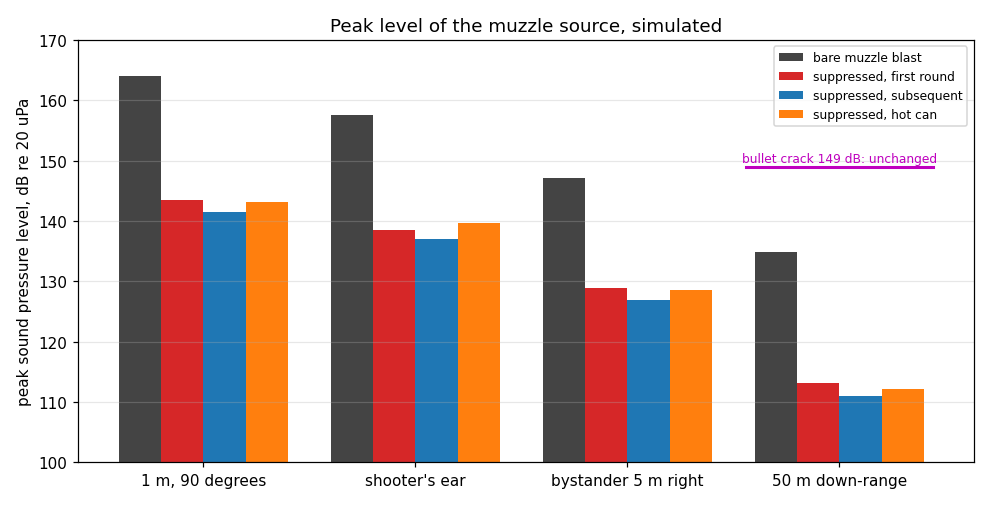 Peak level of the muzzle source, simulated
peak sound pressure level, dB re 20 uPa
170
160
150
140
130
120
110
100
bare muzzle blast
suppressed, first round
suppressed, subsequent
suppressed, hot can
bullet crack 149 dB: unchanged
1 m, 90 degrees
shooter's ear
bystander 5 m right
50 m down-range